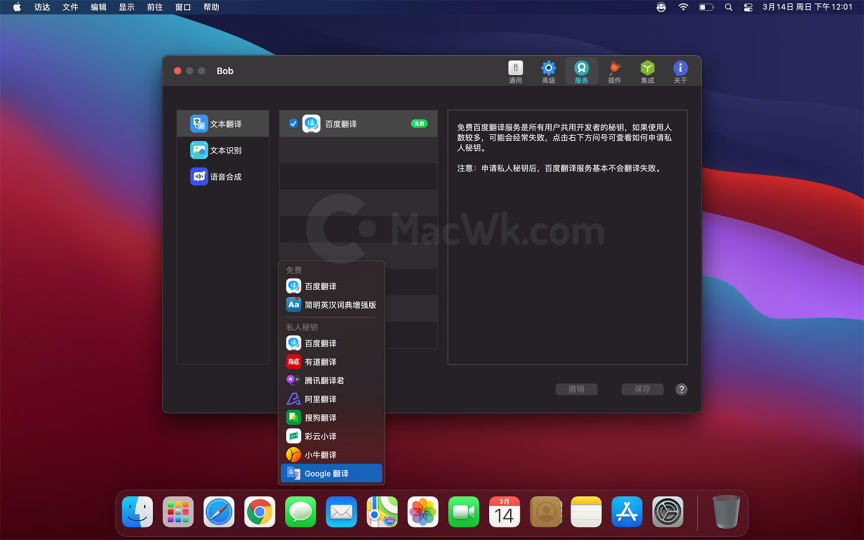 访达 文件 编辑 显示 前往 窗口 帮助
3月14日 周日 下午12:01
Bob
通用 高级 服务 插件 集成 关于
文本翻译
文本识别
语音合成
百度翻译 免费
免费百度翻译服务是所有用户共用开发者的秘钥，如果使用人
数较多，可能会经常失败，点击右下方问号可查看如何申请私
人秘钥。
注意：申请私人秘钥后，百度翻译服务基本不会翻译失败。
MacWk.com
免费
百度翻译
Aa 简明英汉词典增强版
私人秘钥
百度翻译
有道 有道翻译
腾讯翻译君
阿里翻译
搜狗翻译
彩云小译
小牛翻译
Google 翻译
撤销 保存 ?
3月
14